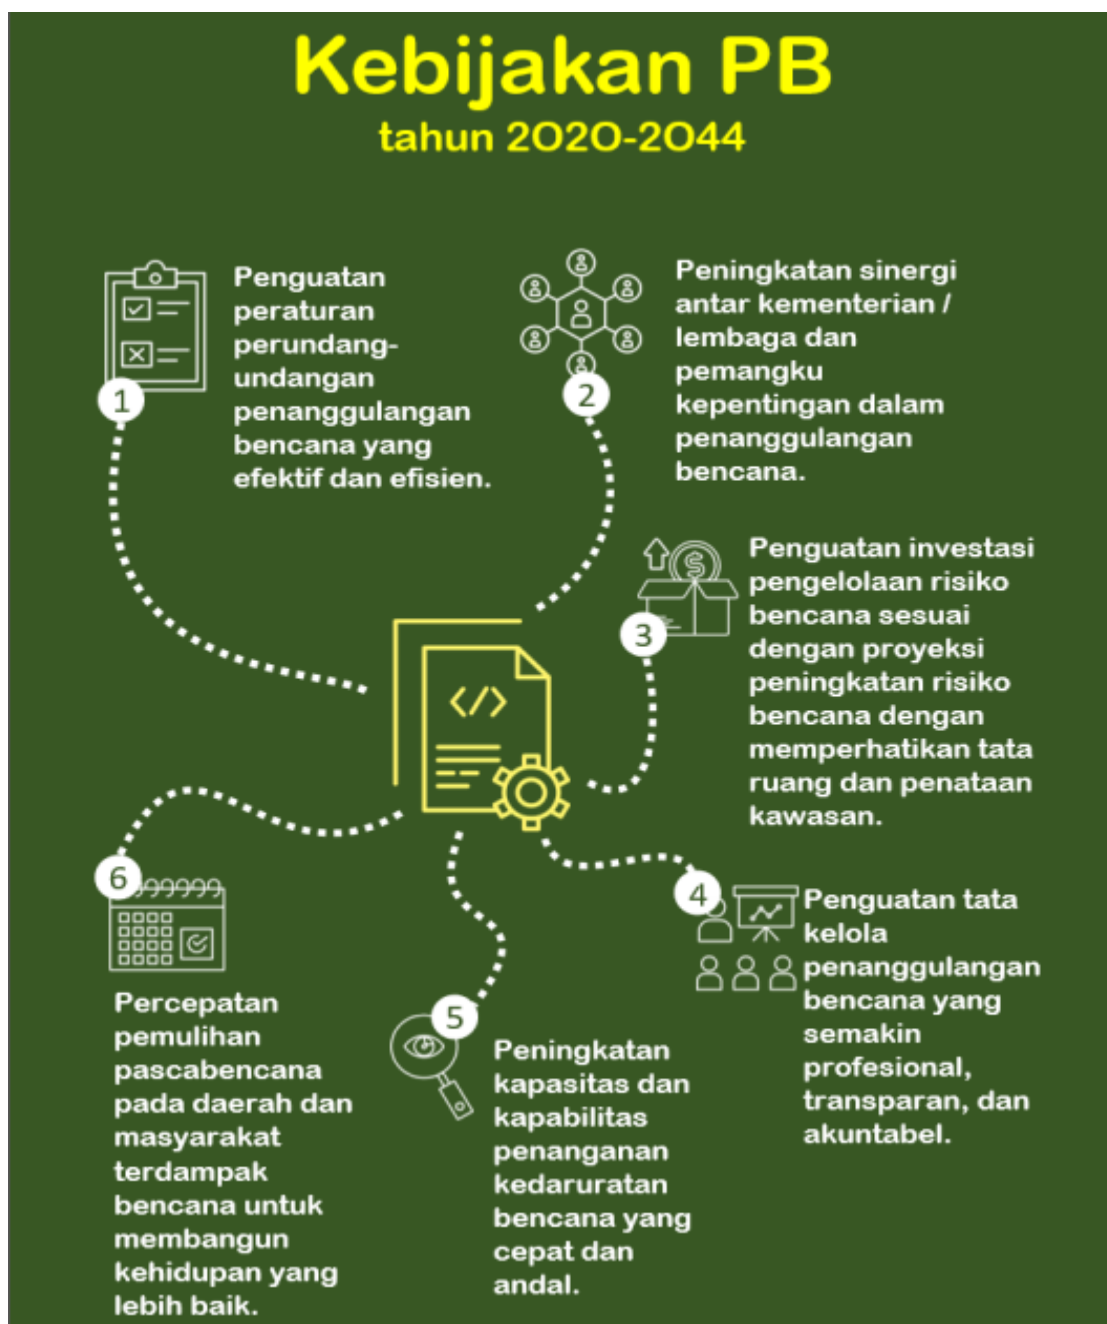 Kebijakan PB
tahun 2020-2044
1
Penguatan
peraturan
perundang-
undangan
penanggulangan
bencana yang
efektif dan efisien.
2
Peningkatan sinergi
antar kementerian /
lembaga dan
pemangku
kepentingan dalam
penanggulangan
bencana.
3
Penguatan investasi
pengelolaan risiko
bencana sesuai
dengan proyeksi
peningkatan risiko
bencana dengan
memperhatikan tata
ruang dan penataan
kawasan.
4
Penguatan tata
kelola
penanggulangan
bencana yang
semakin
profesional,
transparan, dan
akuntabel.
5
Peningkatan
kapasitas dan
kapabilitas
penanganan
kedaruratan
bencana yang
cepat dan
andal.
6
Percepatan
pemulihan
pascabencana
pada daerah dan
masyarakat
terdampak
bencana untuk
membangun
kehidupan yang
lebih baik.